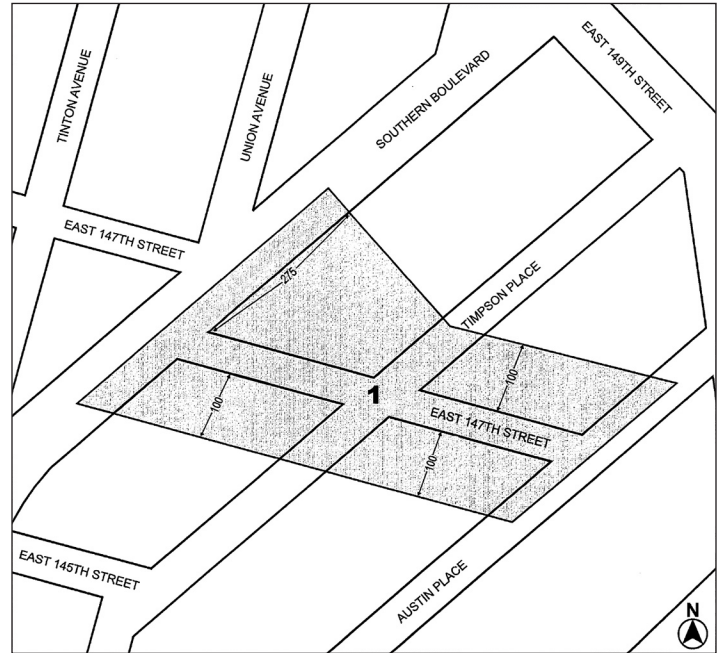 EAST 149TH STREET
SOUTHERN BOULEVARD
TINTON AVENUE
UNION AVENUE
EAST 147TH STREET
275
TIMPSON PLACE
100
1
100
EAST 147TH STREET
100
EAST 145TH STREET
AUSTIN PLACE
N